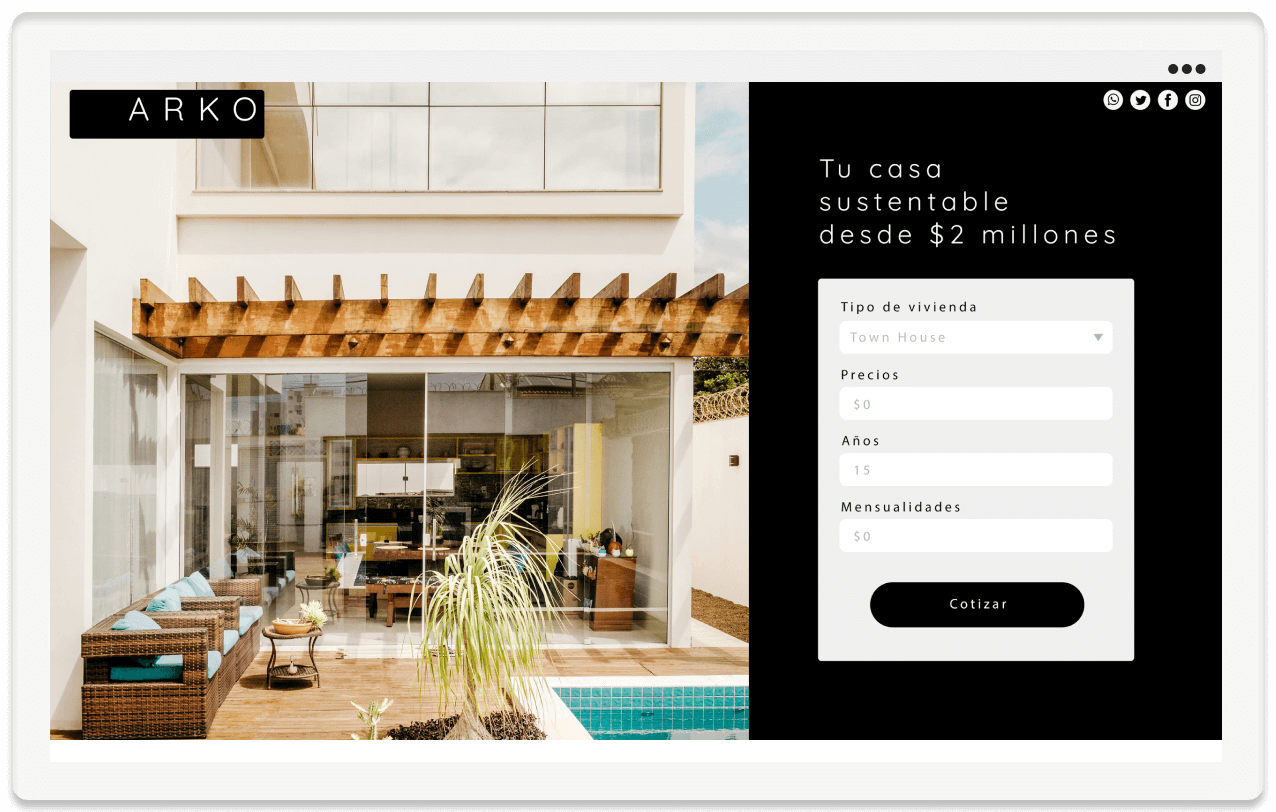 ARKO
Tu casa
sustentable
desde $2 millones
Tipo de vivienda
Town House
Precios
$0
Años
15
Mensualidades
$0
Cotizar